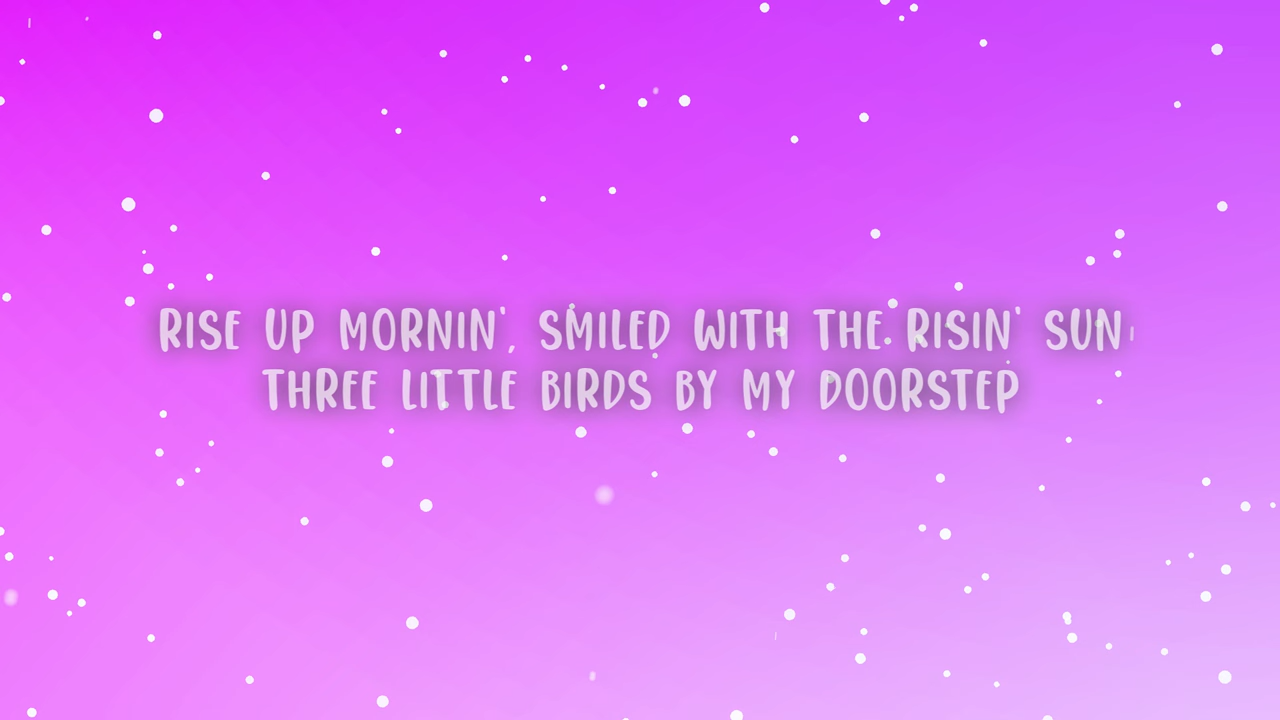 RISE UP MORNIN', SMILED WITH THE RISIN' SUN
THREE LITTLE BIRDS BY MY DOORSTEP